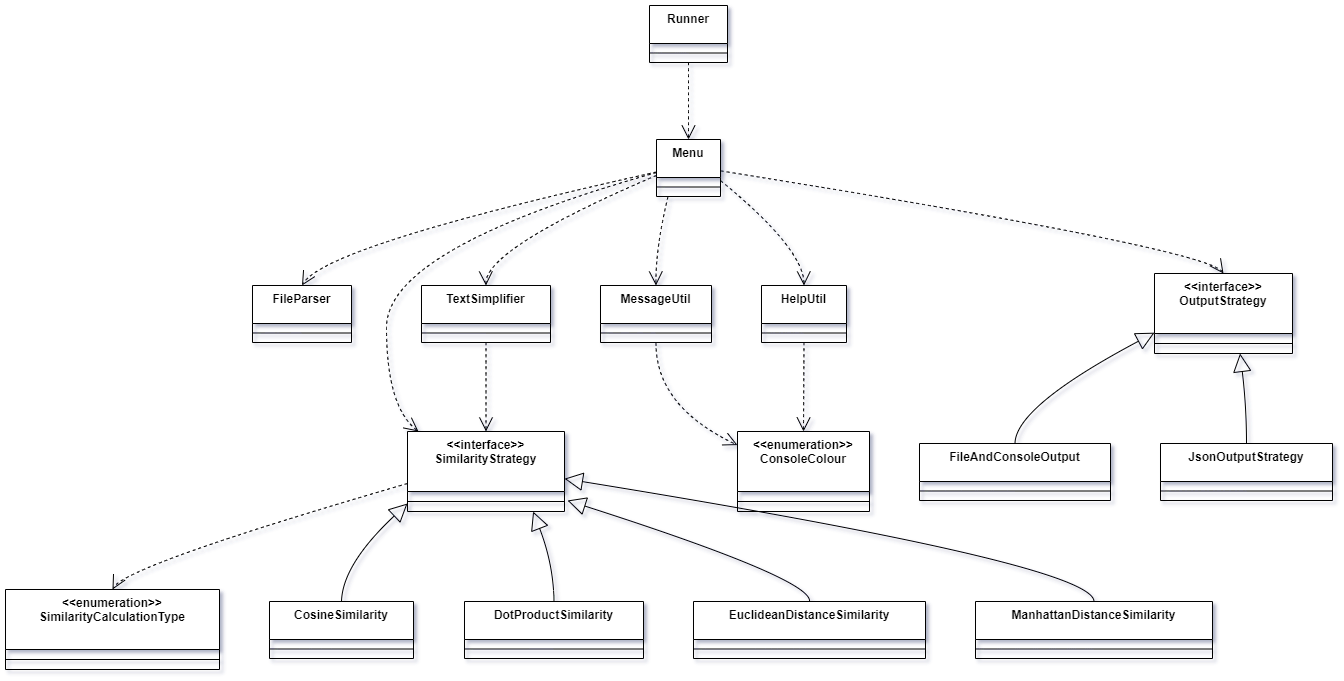 Runner
Menu
FileParser
TextSimplifier
MessageUtil
HelpUtil
<<interface>>
OutputStrategy
<<interface>>
SimilarityStrategy
<<enumeration>>
ConsoleColour
FileAndConsoleOutput
JsonOutputStrategy
<<enumeration>>
SimilarityCalculationType
CosineSimilarity
DotProductSimilarity
EuclideanDistanceSimilarity
ManhattanDistanceSimilarity